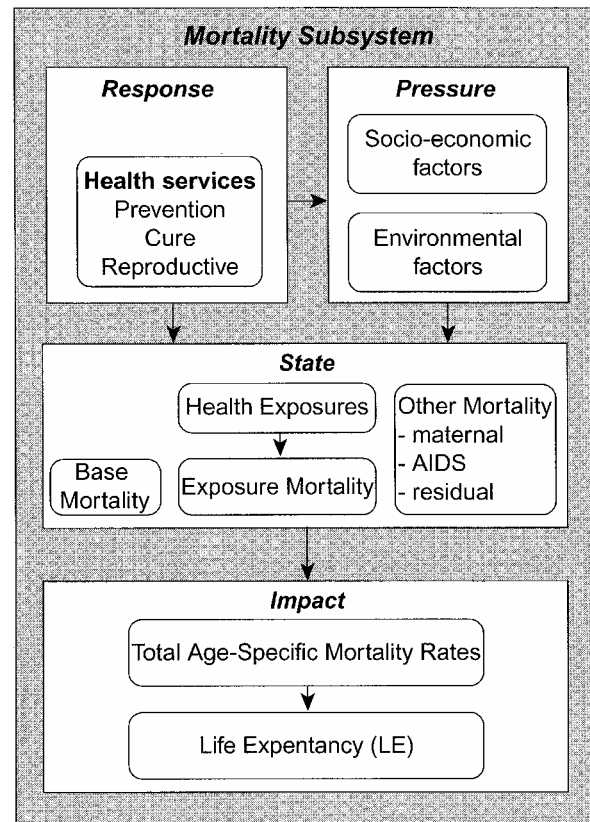 Mortality Subsystem
Response
Health services
Prevention
Cure
Reproductive
Pressure
Socio-economic
factors
Environmental
factors
State
Health Exposures
Exposure Mortality
Base
Mortality
Other Mortality
- maternal
- AIDS
- residual
Impact
Total Age-Specific Mortality Rates
Life Expentancy (LE)